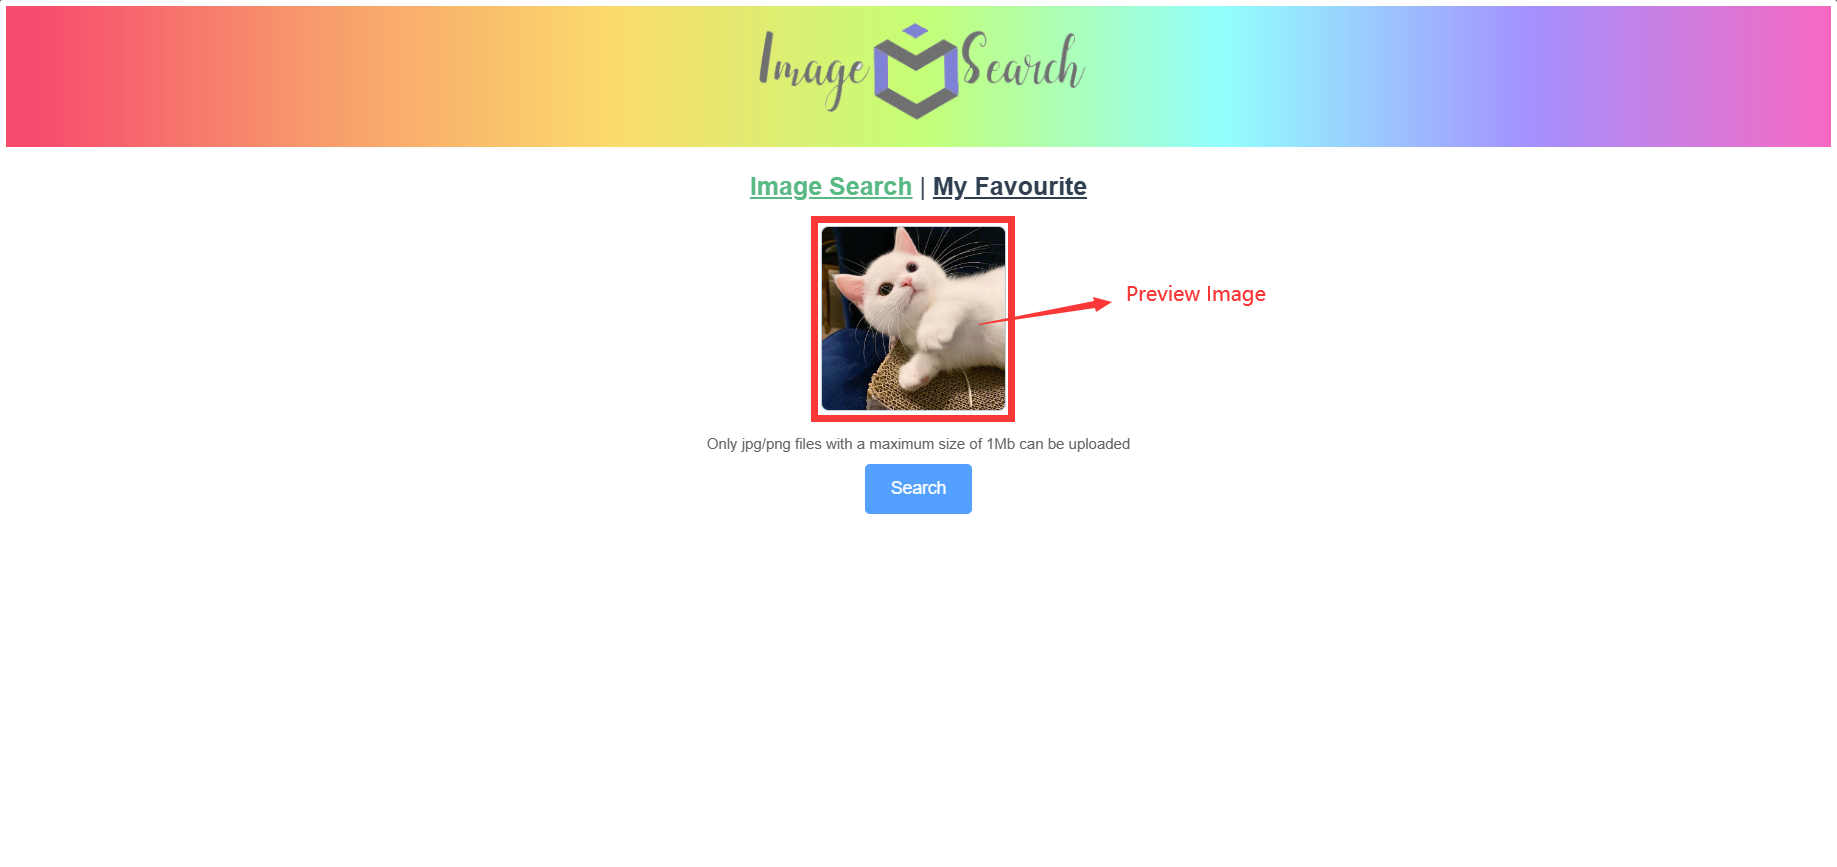 Image Search
Image Search | My Favourite
Preview Image
Only jpg/png files with a maximum size of 1Mb can be uploaded
Search